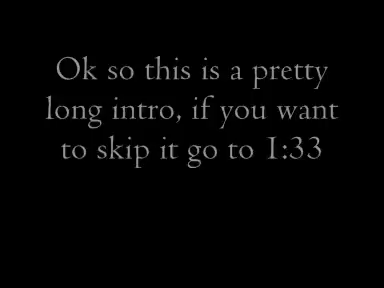 Ok so this is a pretty
long intro, if you want
to skip it go to 1:33